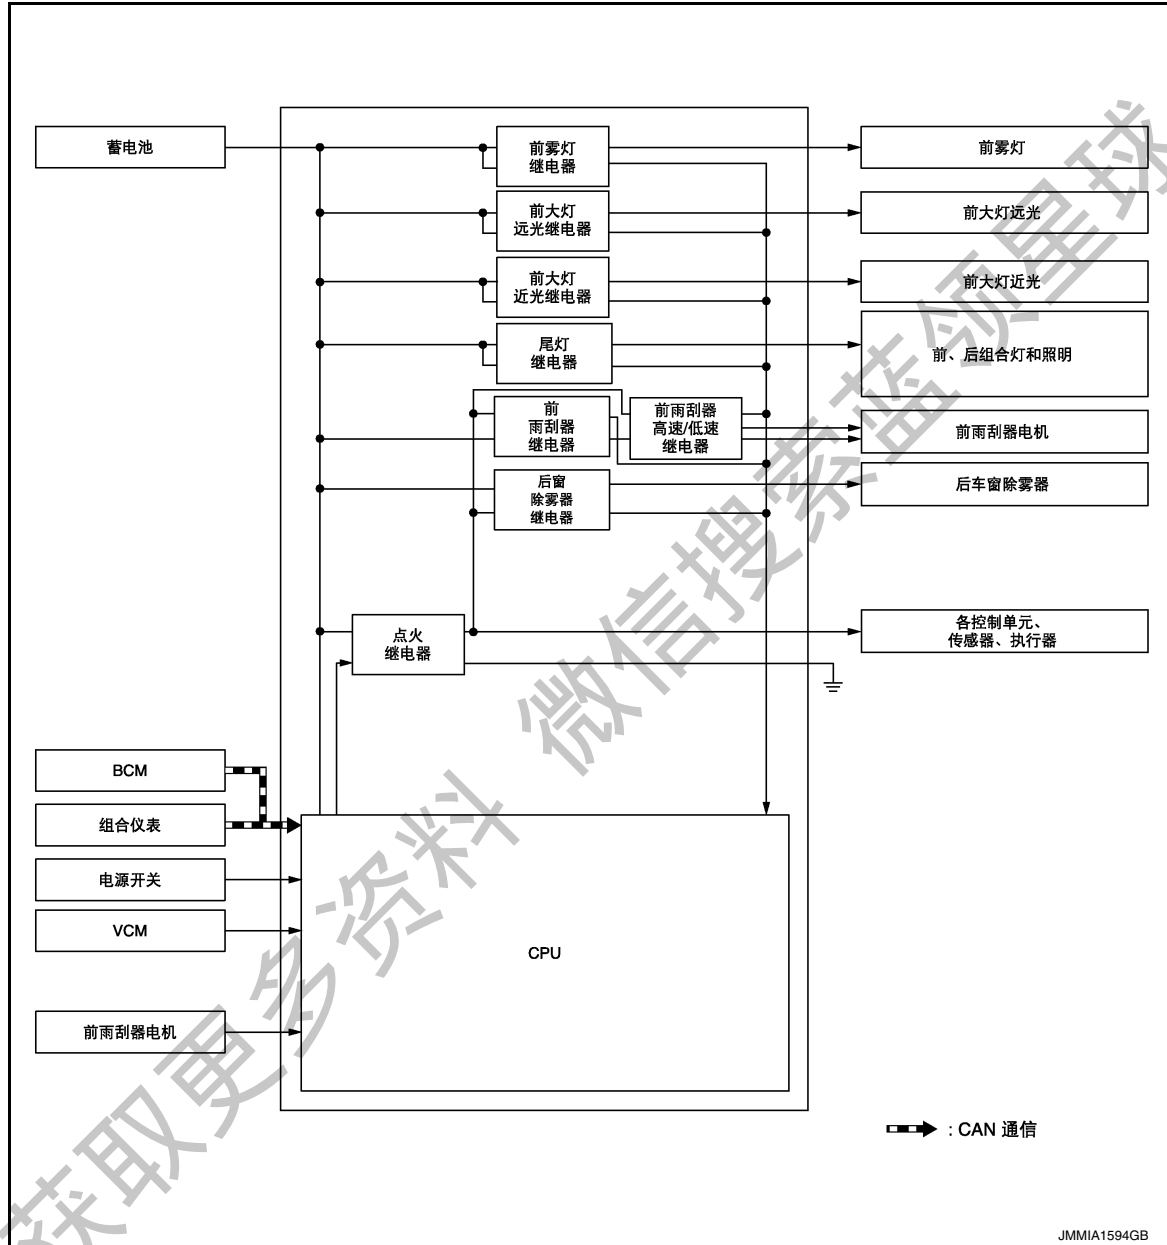 蓄电池
前雾灯
继电器
前雾灯
前大灯
远光继电器
前大灯远光
前大灯
近光继电器
前大灯近光
尾灯
继电器
前、后组合灯和照明
前
雨刮器
继电器
前雨刮器
高速/低速
继电器
前雨刮器电机
后窗
除雾器
继电器
后车窗除雾器
点火
继电器
各控制单元、
传感器、执行器
BCM
组合仪表
电源开关
VCM
前雨刮器电机
CPU
: CAN 通信
JMMIA1594GB
获取更多资料 微信搜索蓝领星球